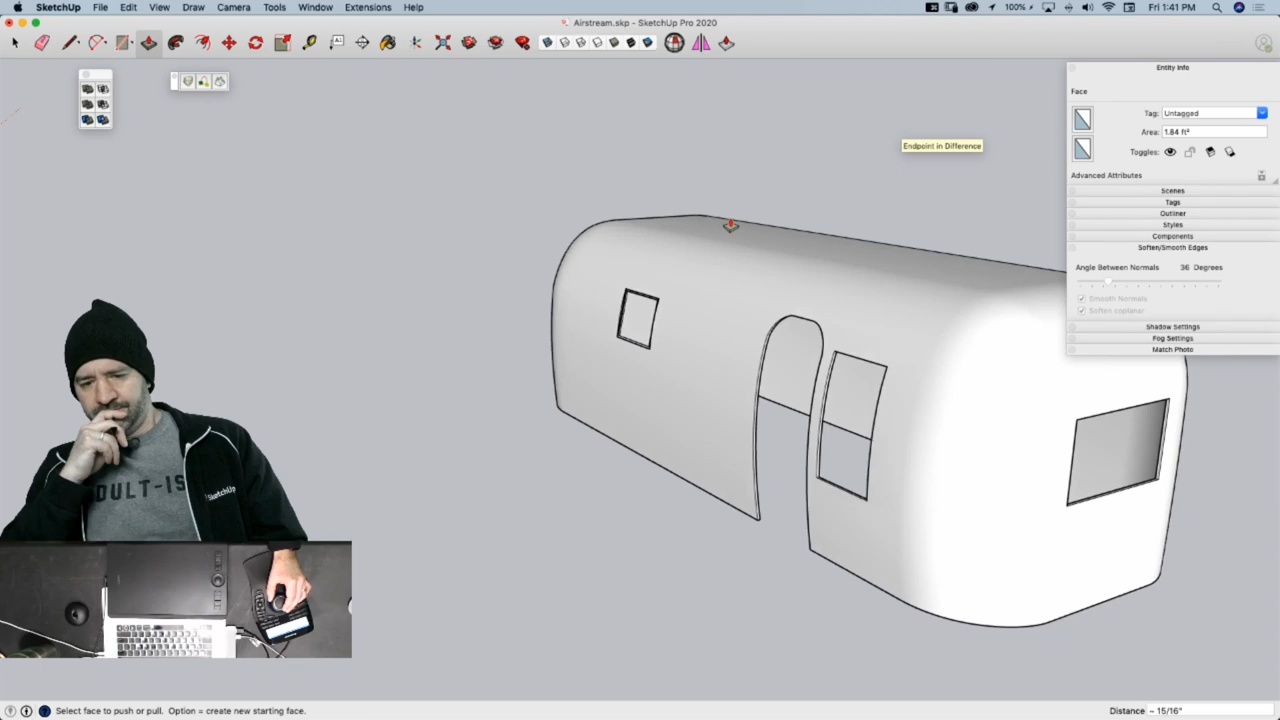 SketchUp File Edit View Draw Camera Tools Window Extensions Help
100% Fri 1:41 PM
Airstream.skp - SketchUp Pro 2020
Entity Info
Face
Tag: Untagged
Area: 1.84 ft²
Toggles:
Advanced Attributes
Scenes
Tags
Outliner
Styles
Components
Soften/Smooth Edges
Angle Between Normals 36 Degrees
Smooth Normals
Soften coplanar
Shadow Settings
Fog Settings
Match Photo
Endpoint in Difference
SketchUp
DULT-IS
Select face to push or pull. Option = create new starting face.
Distance ~ 15/16"